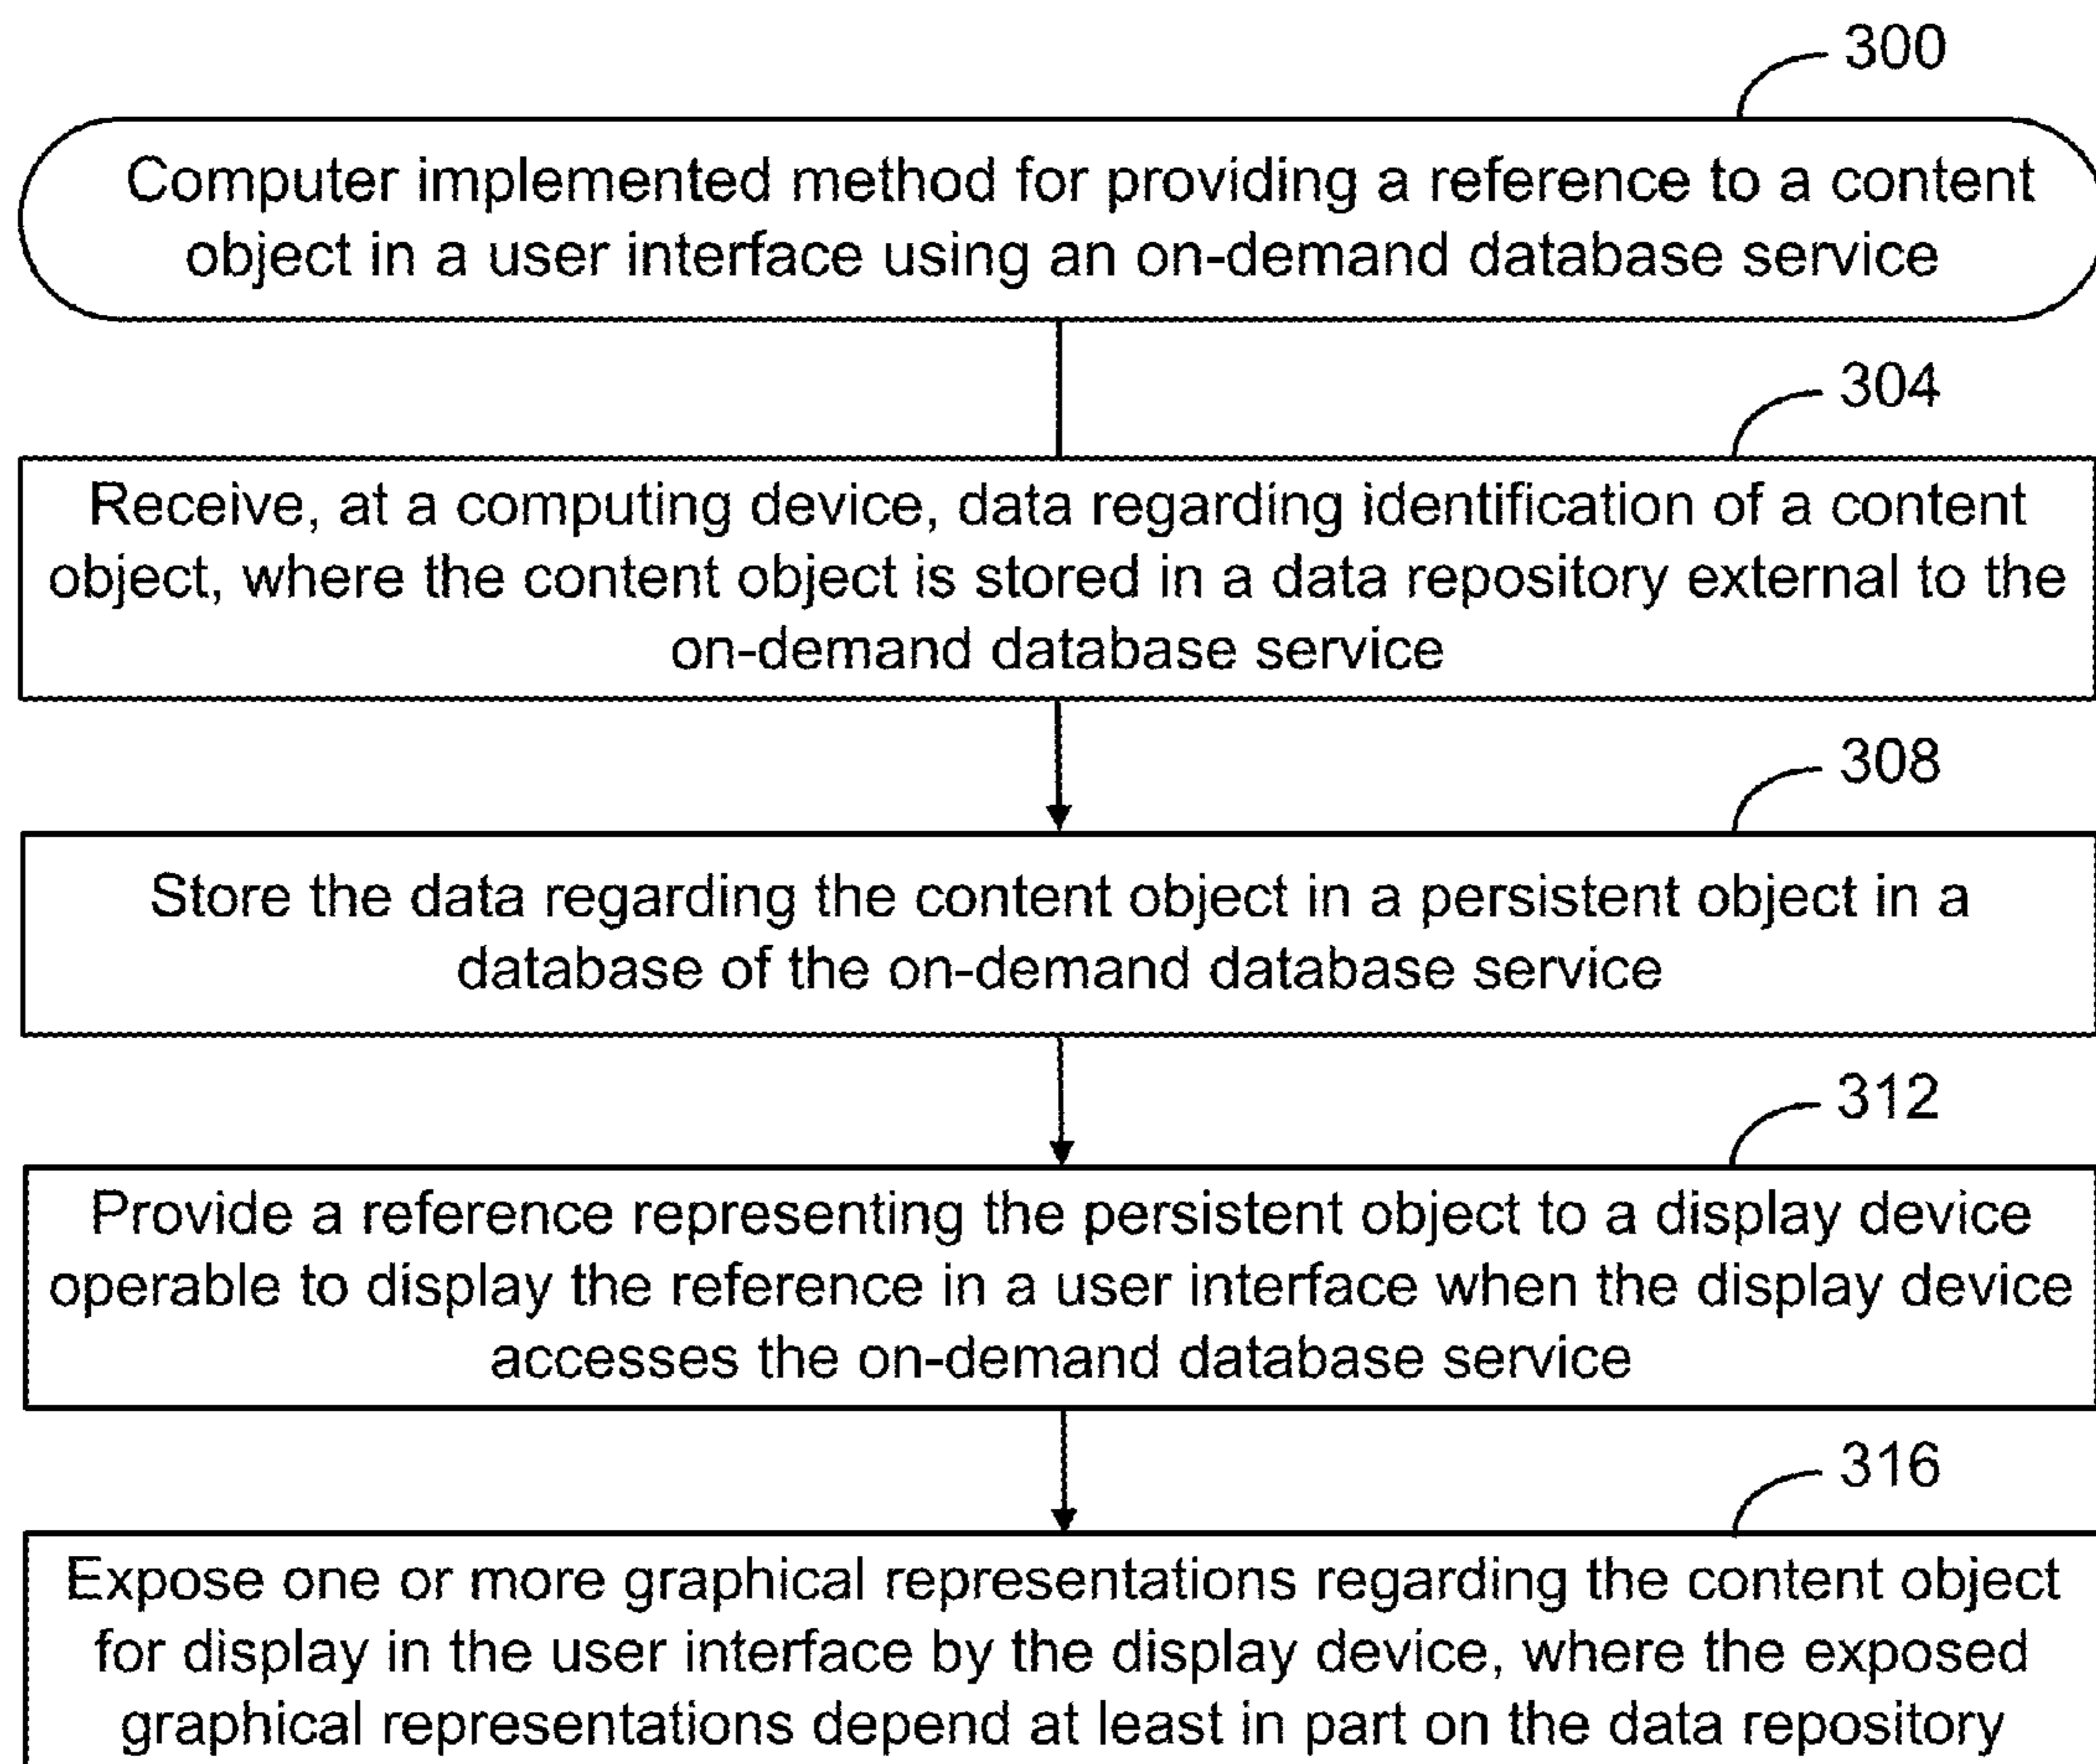 300
Computer implemented method for providing a reference to a content
object in a user interface using an on-demand database service
304
Receive, at a computing device, data regarding identification of a content
object, where the content object is stored in a data repository external to the
on-demand database service
308
Store the data regarding the content object in a persistent object in a
database of the on-demand database service
312
Provide a reference representing the persistent object to a display device
operable to display the reference in a user interface when the display device
accesses the on-demand database service
316
Expose one or more graphical representations regarding the content object
for display in the user interface by the display device, where the exposed
graphical representations depend at least in part on the data repository